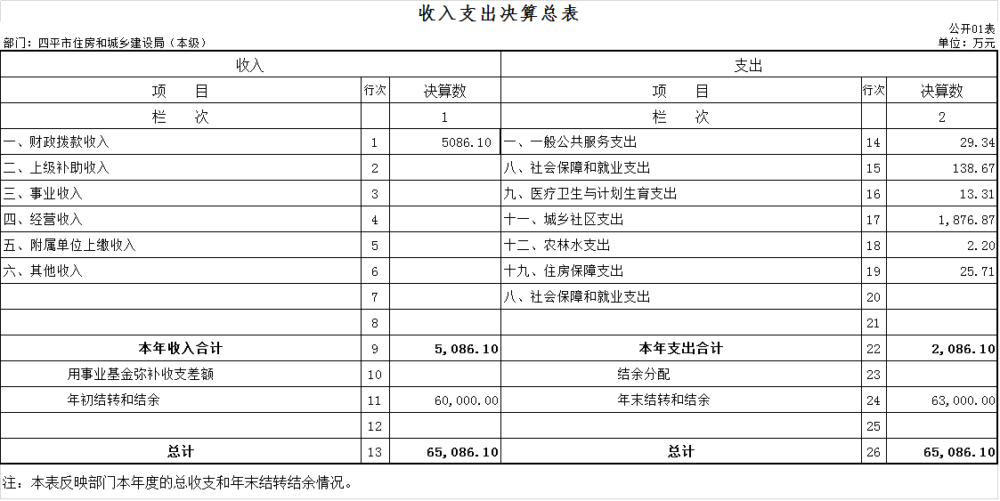 收入支出决算总表
公开01表
部门：四平市住房和城乡建设局（本级） 单位：万元
收入 支出
项 目 行次 决算数 项 目 行次 决算数
栏 次 1 栏 次 2
一、财政拨款收入 1 5086.10 一、一般公共服务支出 14 29.34
二、上级补助收入 2 八、社会保障和就业支出 15 138.67
三、事业收入 3 九、医疗卫生与计划生育支出 16 13.31
四、经营收入 4 十一、城乡社区支出 17 1,876.87
五、附属单位上缴收入 5 十二、农林水支出 18 2.20
六、其他收入 6 十九、住房保障支出 19 25.71
7 八、社会保障和就业支出 20
8 21
本年收入合计 9 5,086.10 本年支出合计 22 2,086.10
用事业基金弥补收支差额 10 结余分配 23
年初结转和结余 11 60,000.00 年末结转和结余 24 63,000.00
12 25
总计 13 65,086.10 总计 26 65,086.10
注：本表反映部门本年度的总收支和年末结转结余情况。